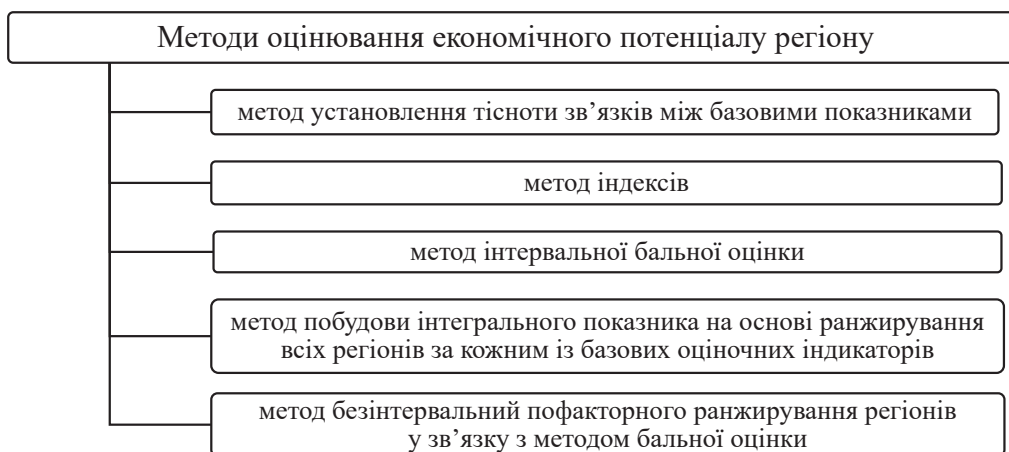 Методи оцінювання економічного потенціалу регіону
метод установлення тісноти зв’язків між базовими показниками
метод індексів
метод інтервальної бальної оцінки
метод побудови інтегрального показника на основі ранжирування
всіх регіонів за кожним із базових оціночних індикаторів
метод безінтервальний пофакторного ранжирування регіонів
у зв’язку з методом бальної оцінки